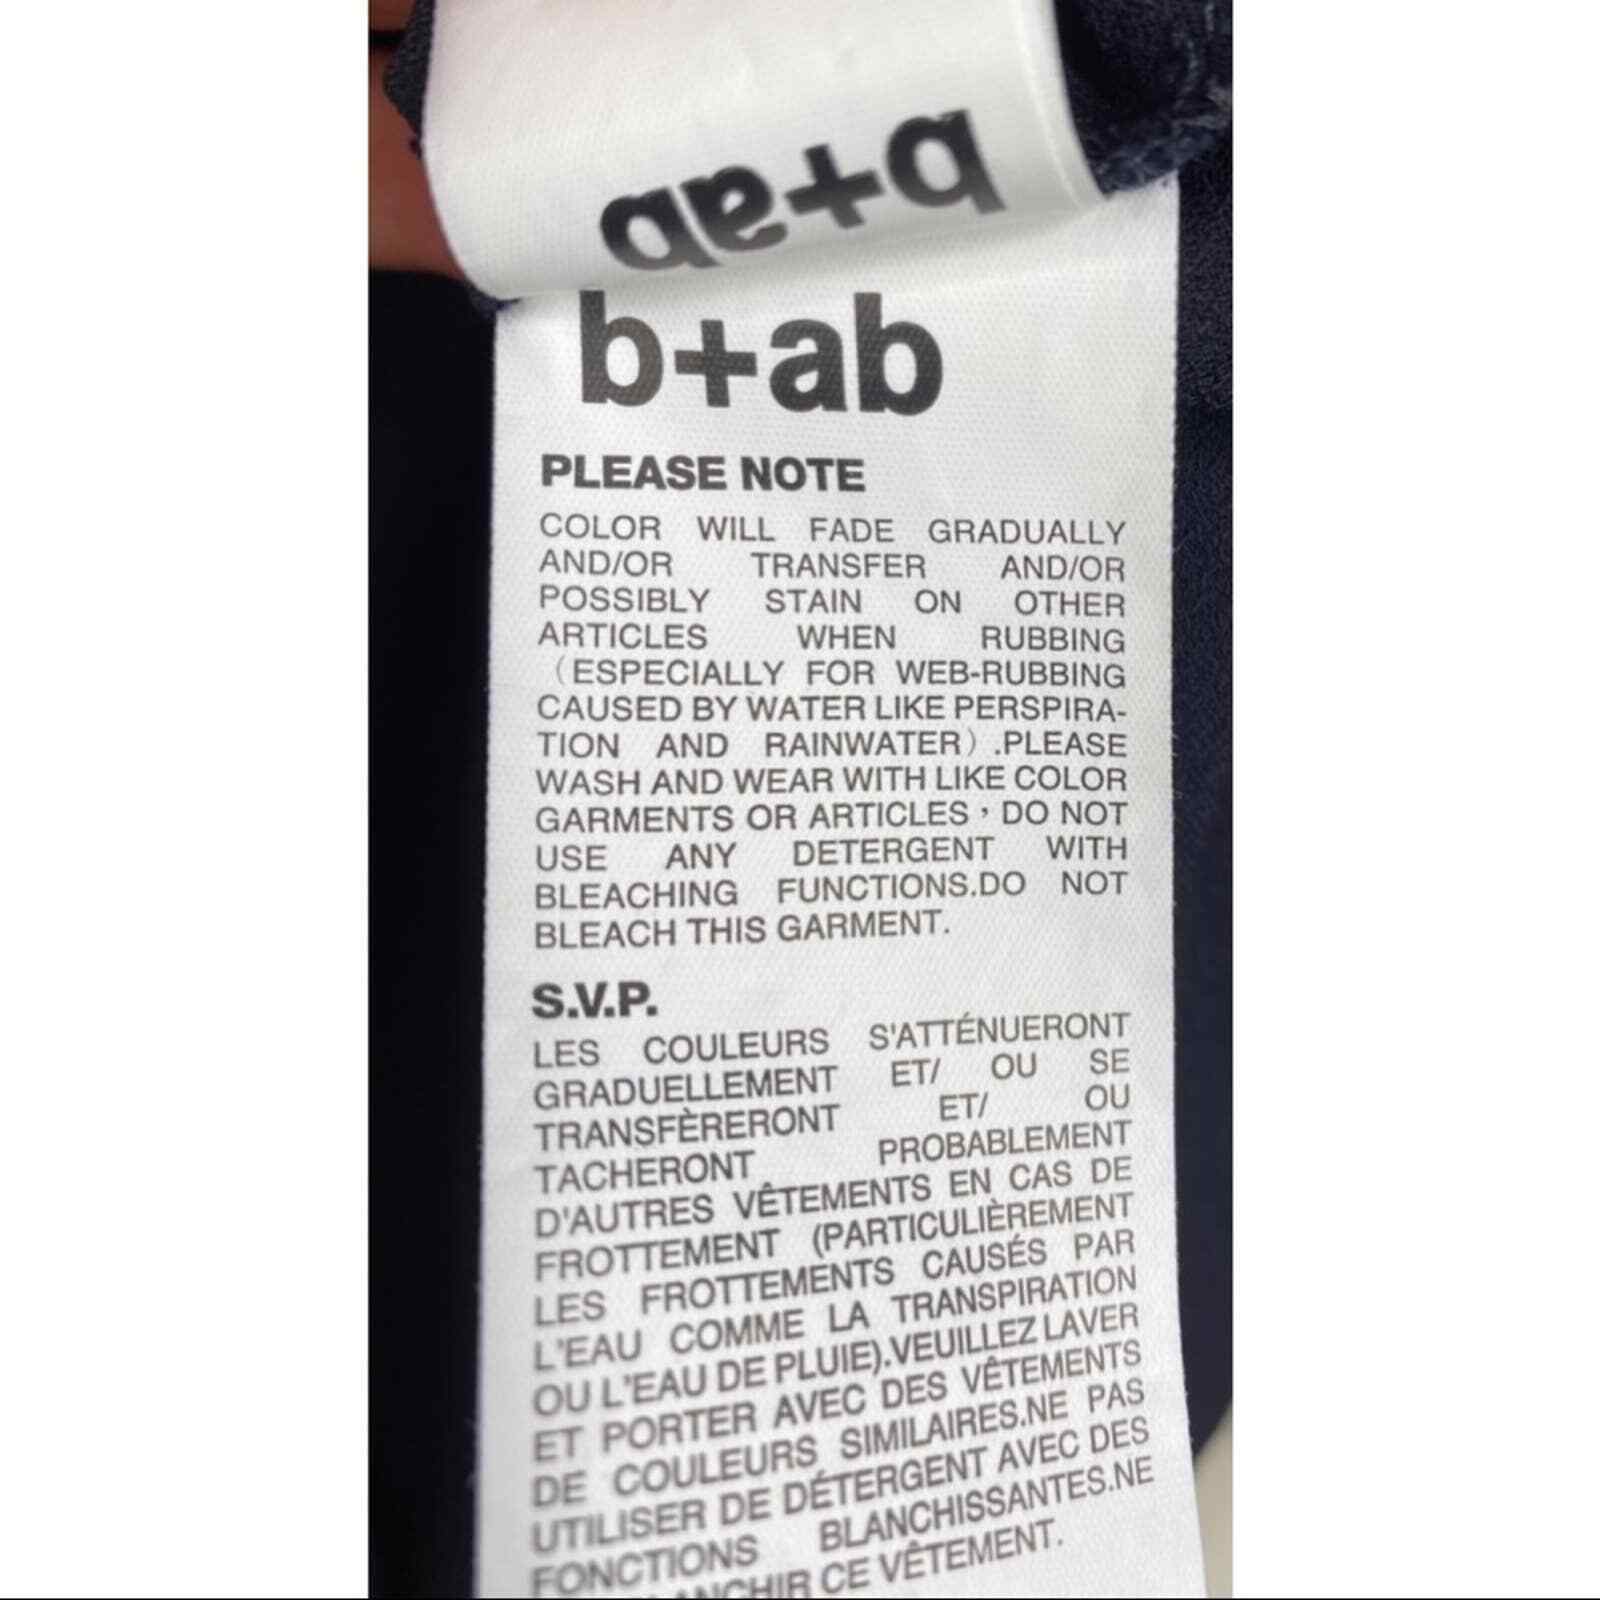 b+ab
b+ab
PLEASE NOTE
COLOR WILL FADE GRADUALLY
AND/OR TRANSFER AND/OR
POSSIBLY STAIN ON OTHER
ARTICLES WHEN RUBBING
（ESPECIALLY FOR WEB-RUBBING
CAUSED BY WATER LIKE PERSPIRA-
TION AND RAINWATER）.PLEASE
WASH AND WEAR WITH LIKE COLOR
GARMENTS OR ARTICLES，DO NOT
USE ANY DETERGENT WITH
BLEACHING FUNCTIONS.DO NOT
BLEACH THIS GARMENT.
S.V.P.
LES COULEURS S'ATTÉNUERONT
GRADUELLEMENT ET/ OU SE
TRANSFÈRERONT ET/ OU
TACHERONT PROBABLEMENT
D'AUTRES VÊTEMENTS EN CAS DE
FROTTEMENT (PARTICULIÈREMENT
LES FROTTEMENTS CAUSÉS PAR
L'EAU COMME LA TRANSPIRATION
OU L'EAU DE PLUIE).VEUILLEZ LAVER
ET PORTER AVEC DES VÊTEMENTS
DE COULEURS SIMILAIRES.NE PAS
UTILISER DE DÉTERGENT AVEC DES
FONCTIONS BLANCHISSANTES.NE
CE VÊTEMENT.